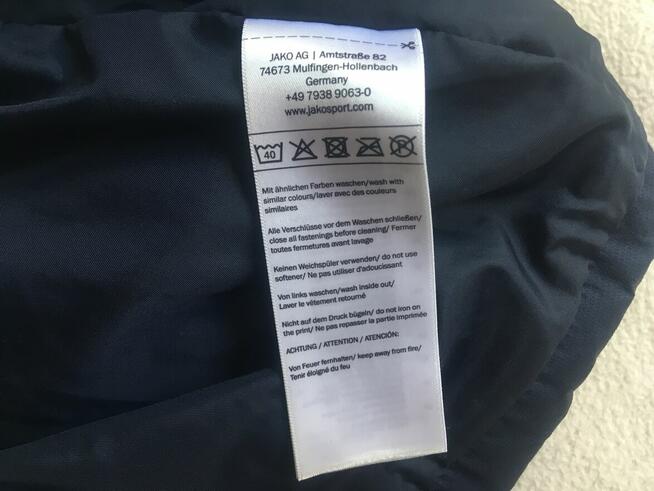 JAKO AG | Amtstraße 82
74673 Mulfingen-Hollenbach
Germany
+49 7938 9063-0
www.jakosport.com
40
P
Mit ähnlichen Farben waschen/wash with
similar colours/laver avec des couleurs
similaires
Alle Verschlüsse vor dem Waschen schließen/
close all fastenings before cleaning/ Fermer
toutes fermetures avant lavage
Keinen Weichspüler verwenden/ do not use
softener/ Ne pas utiliser d'adoucissant
Von links waschen/wash inside out/
Laver le vêtement retourné
Nicht auf dem Druck bügeln/ do not iron on
the print/ Ne pas repasser la partie imprimée
ACHTUNG / ATTENTION / ATENCIÓN:
Von Feuer fernhalten/ keep away from fire/
Tenir éloigné du feu